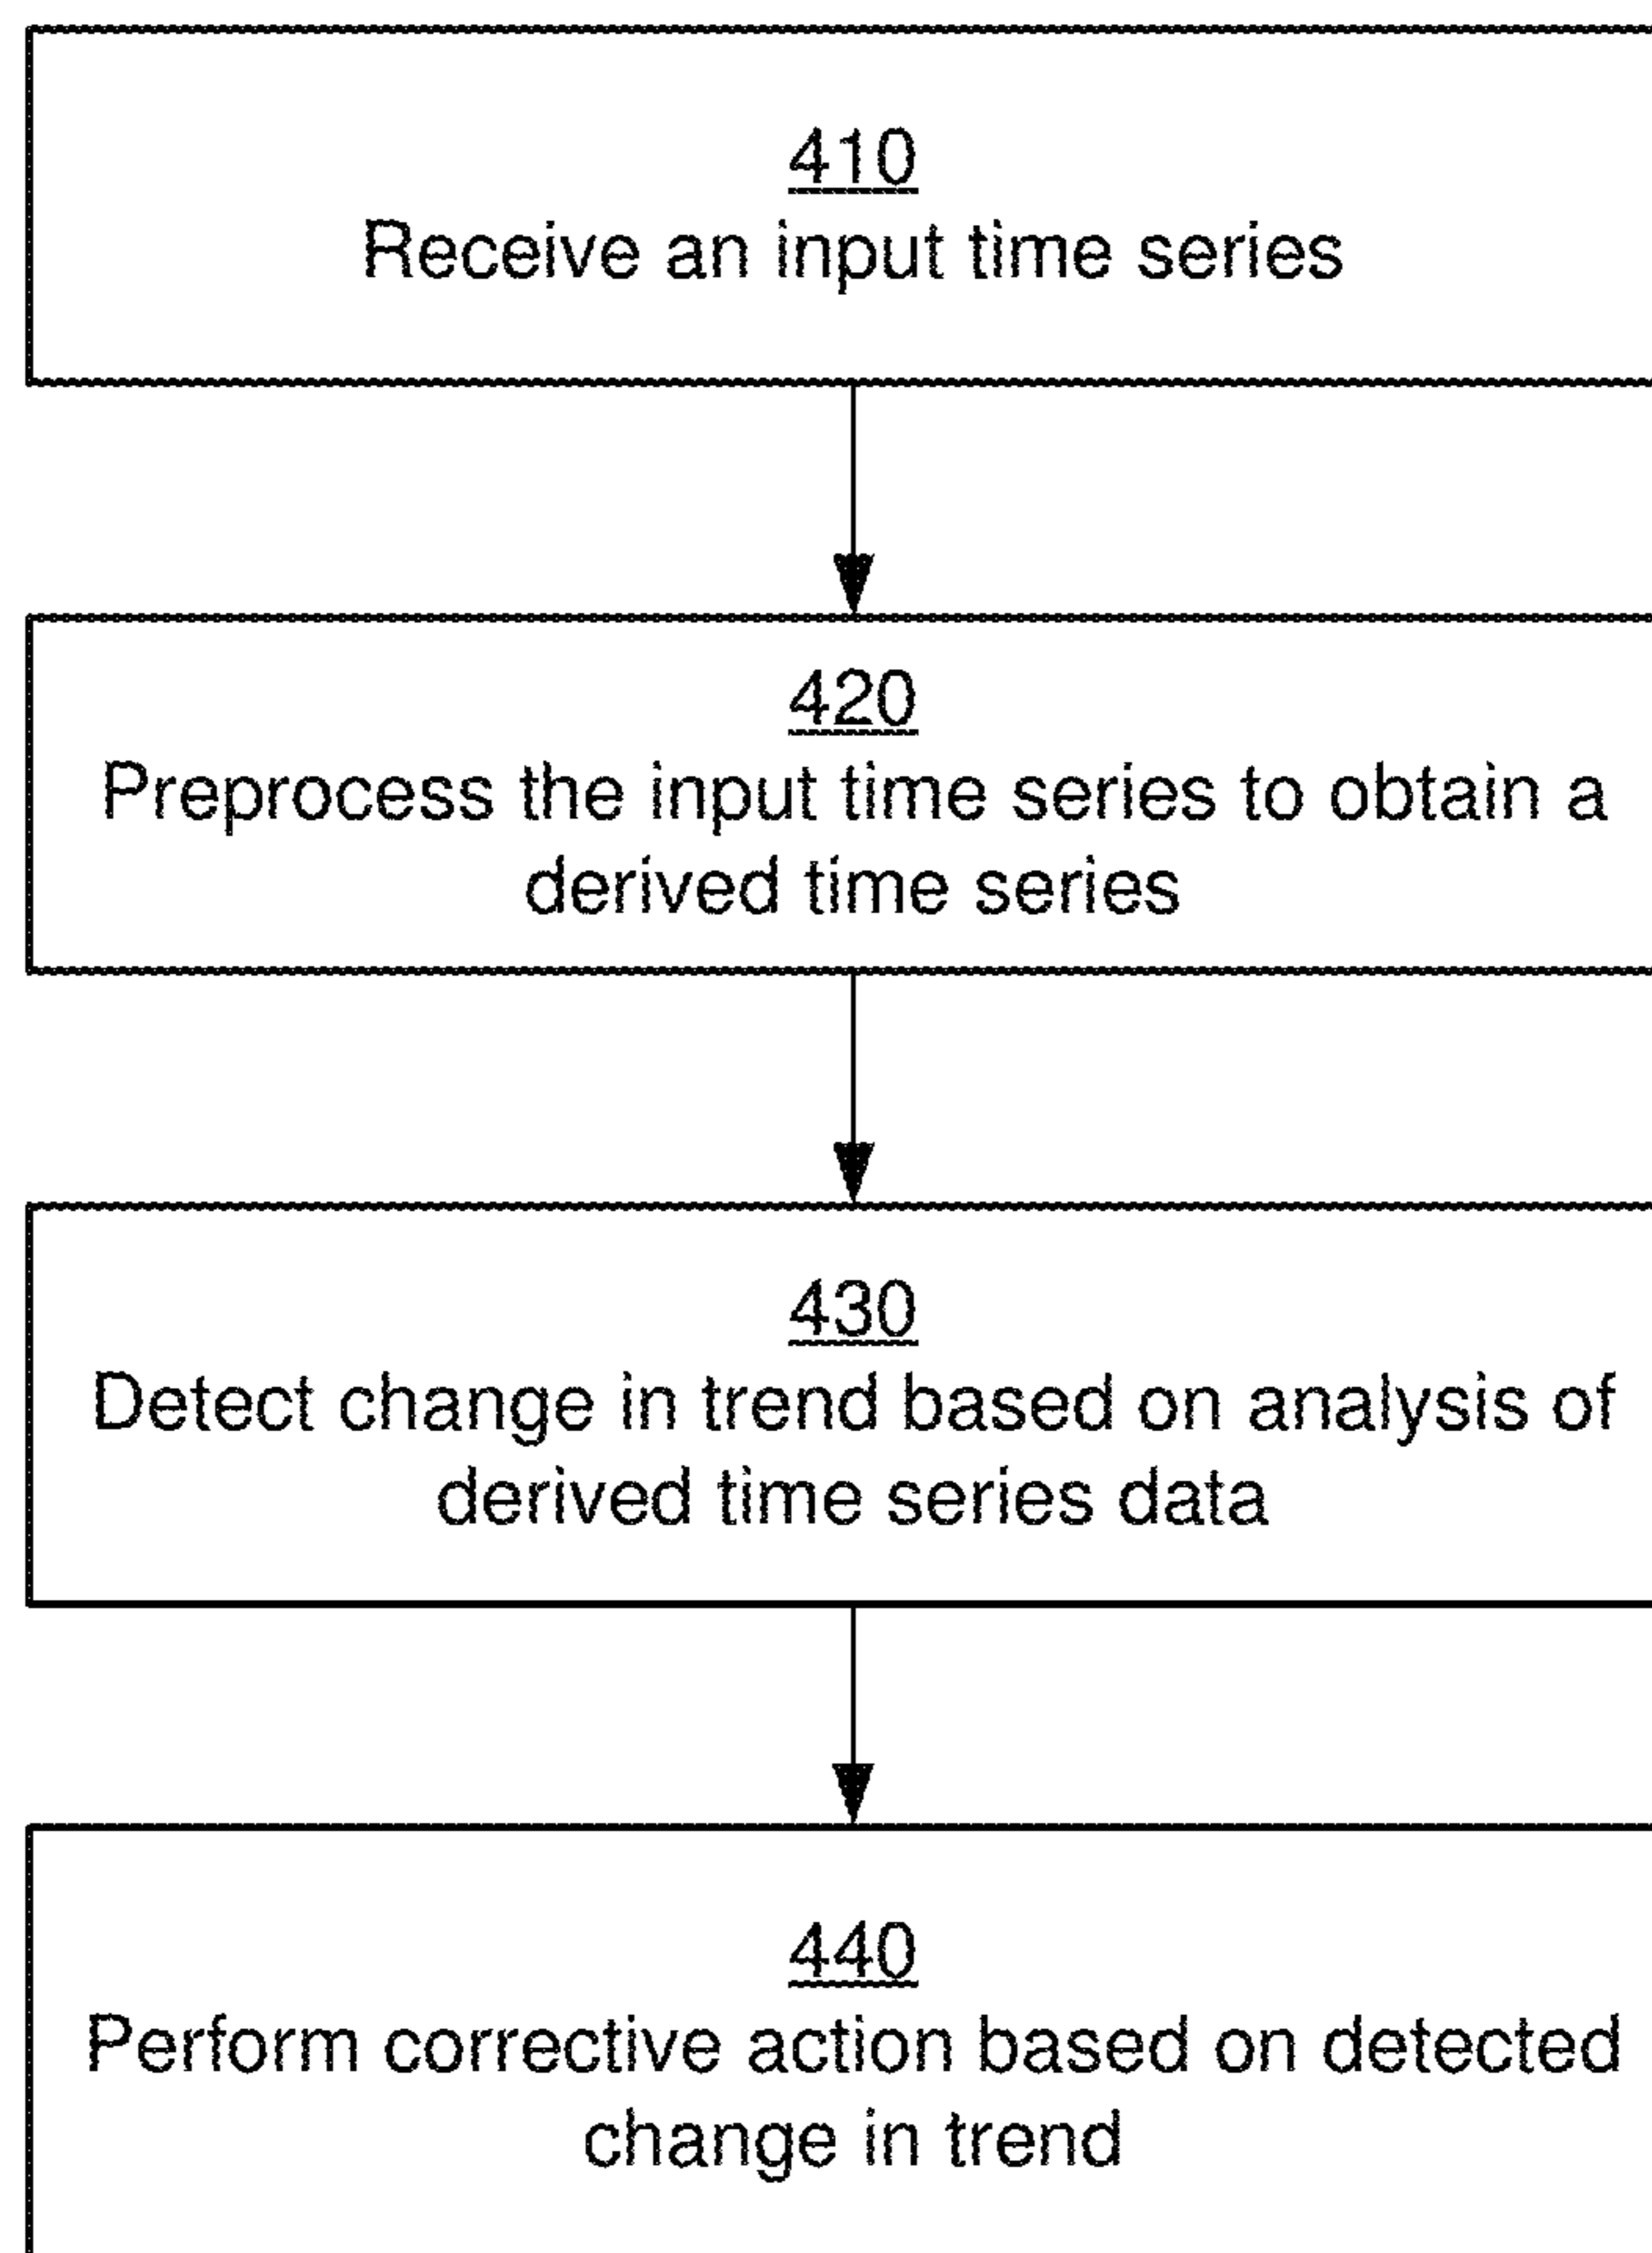 410
Receive an input time series
420
Preprocess the input time series to obtain a
derived time series
430
Detect change in trend based on analysis of
derived time series data
440
Perform corrective action based on detected
change in trend